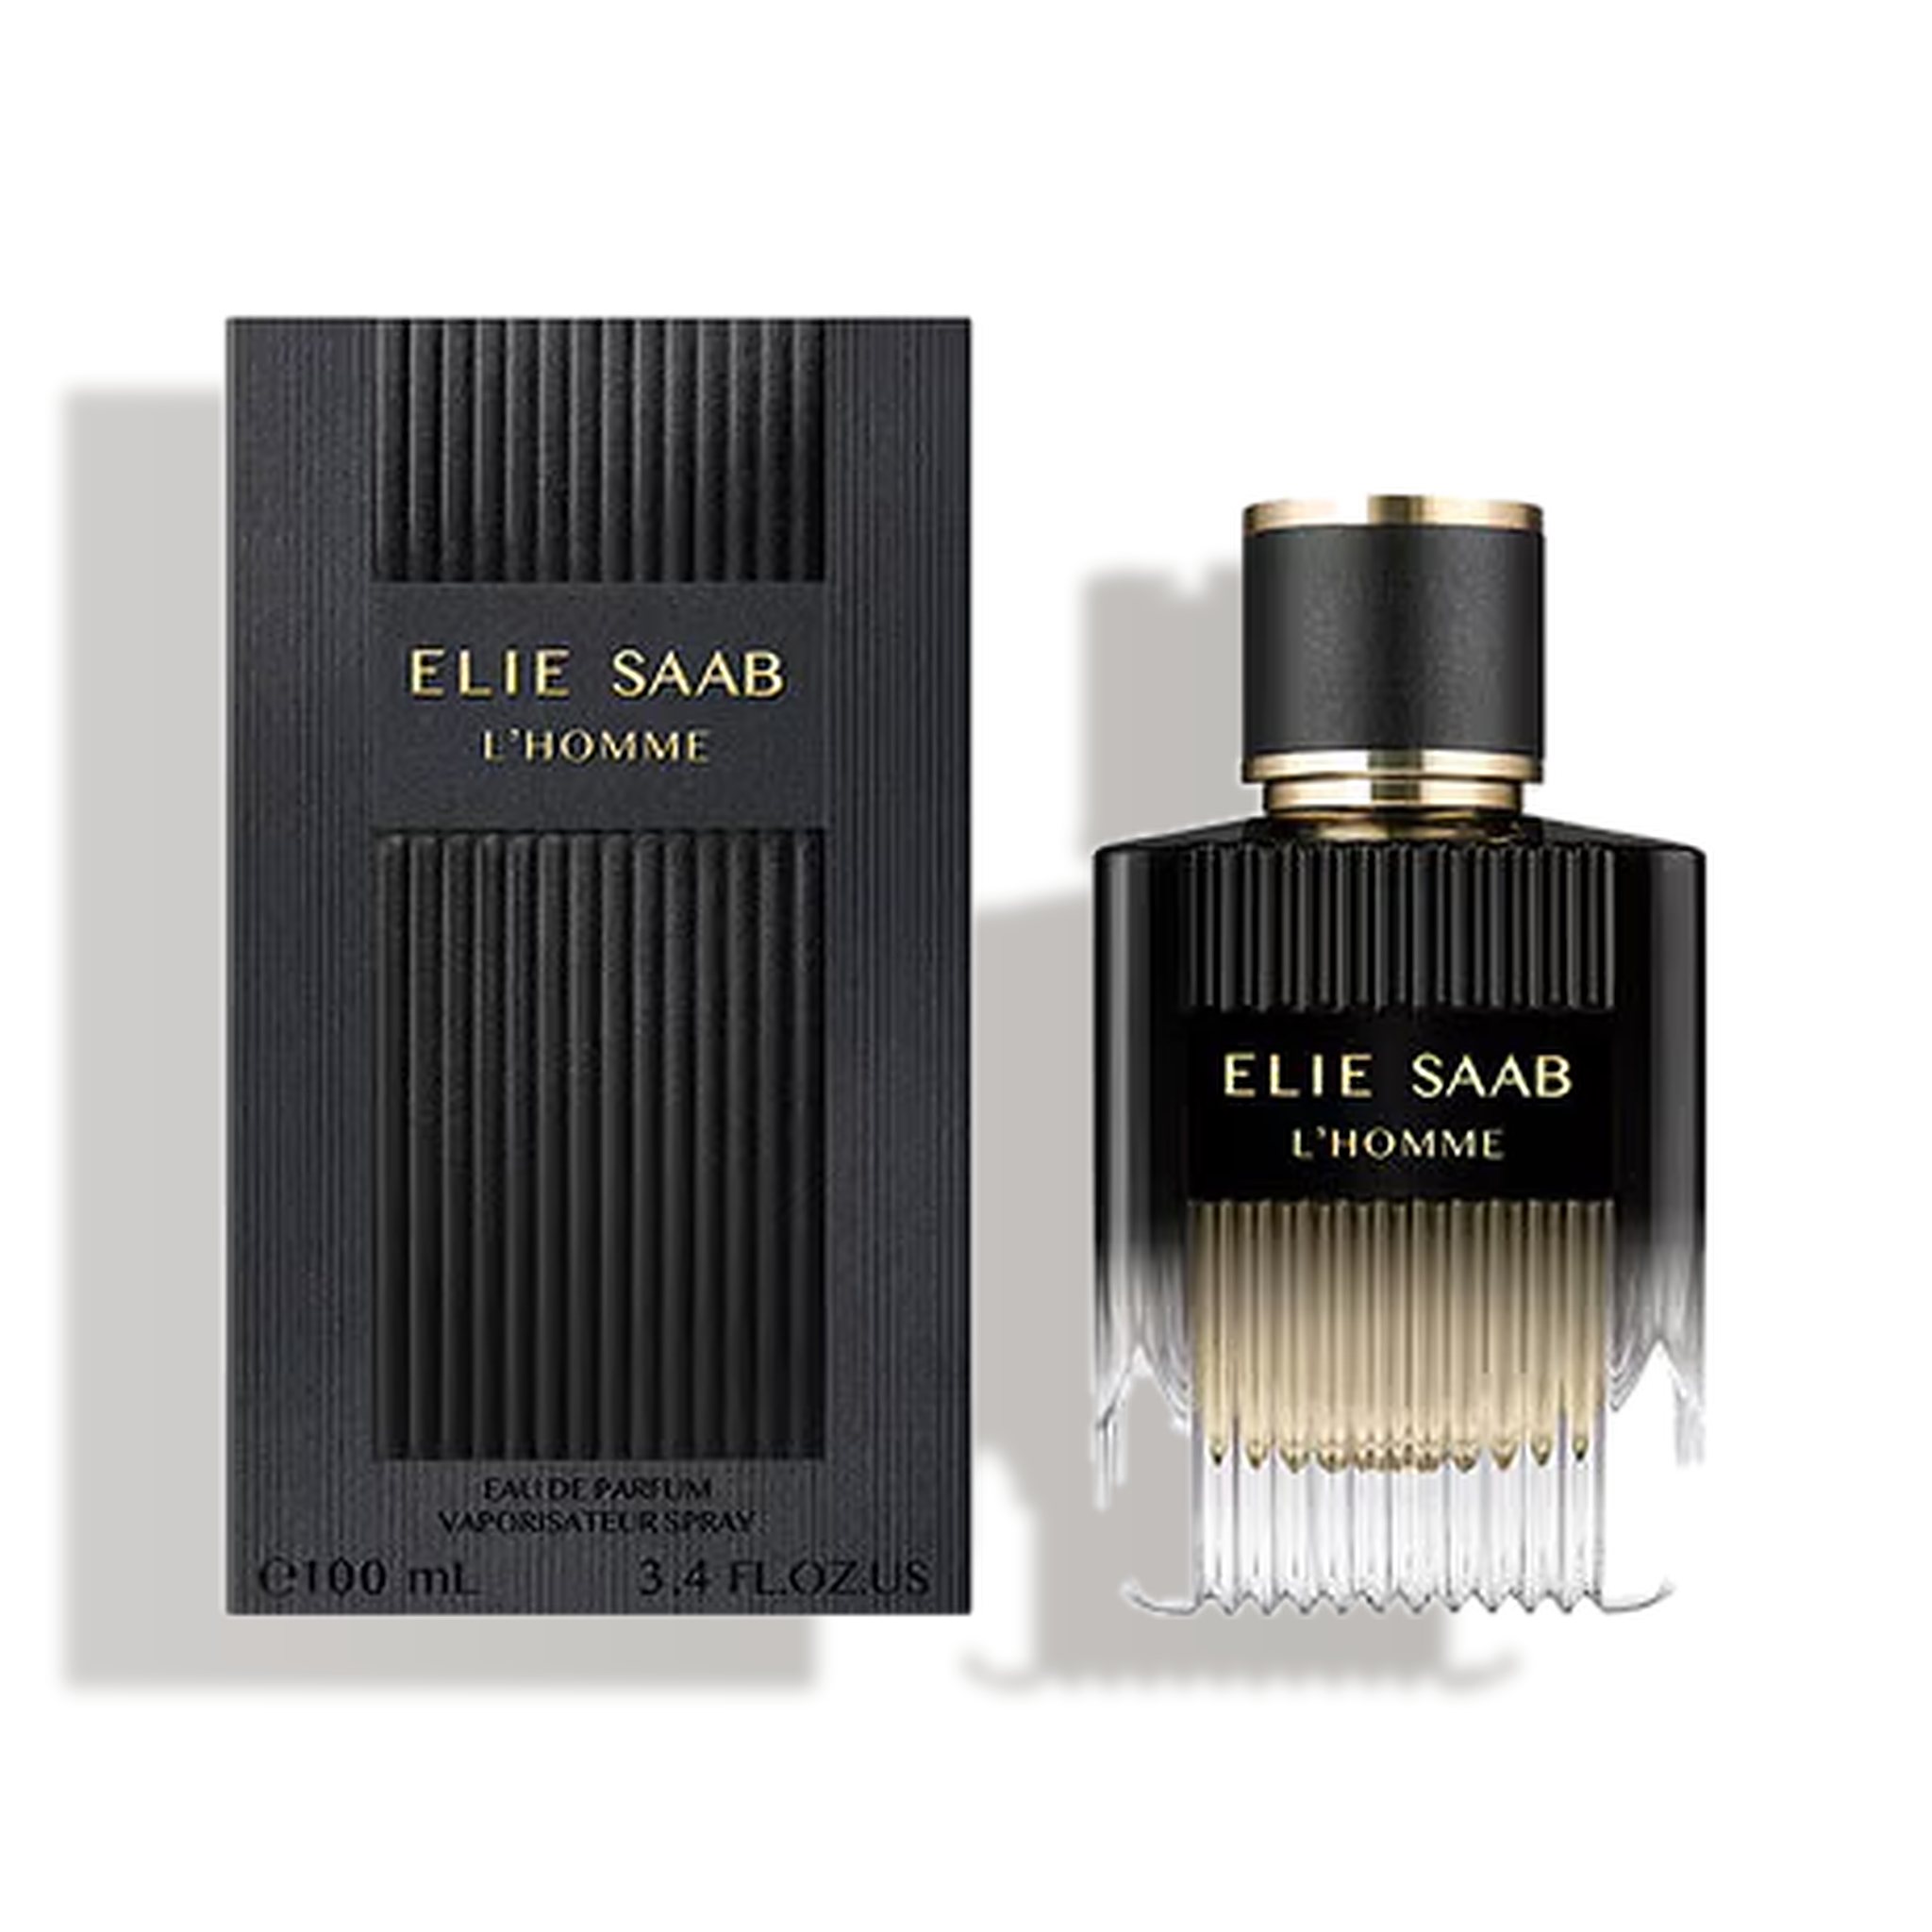 ELIE SAAB
L'HOMME
EAU DE PARFUM
VAPORISATEUR SPRAY
℮100 mL
3.4 FL.OZ.US
ELIE SAAB
L'HOMME